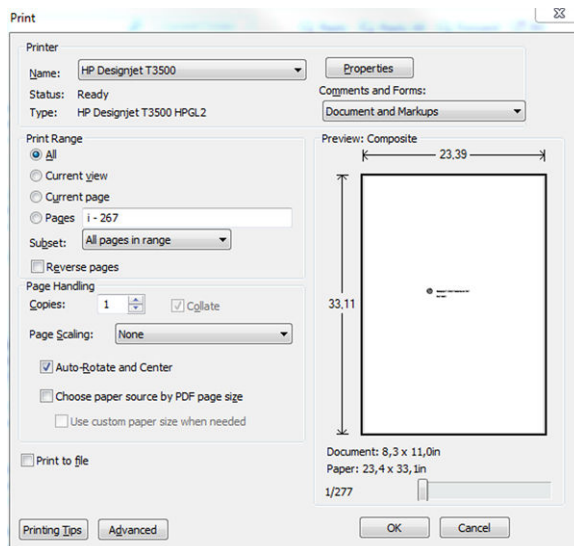 Print
Printer
Name: HP Designjet T3500 Properties
Status: Ready Comments and Forms:
Type: HP Designjet T3500 HPGL2 Document and Markups
Print Range
All
Current view
Current page
Pages i - 267
Subset: All pages in range
Reverse pages
Page Handling
Copies: 1 Collate
Page Scaling: None
Auto-Rotate and Center
Choose paper source by PDF page size
Use custom paper size when needed
Print to file
Preview: Composite
23,39
33,11
Document: 8,3 x 11,0in
Paper: 23,4 x 33,1in
1/277
Printing Tips Advanced OK Cancel